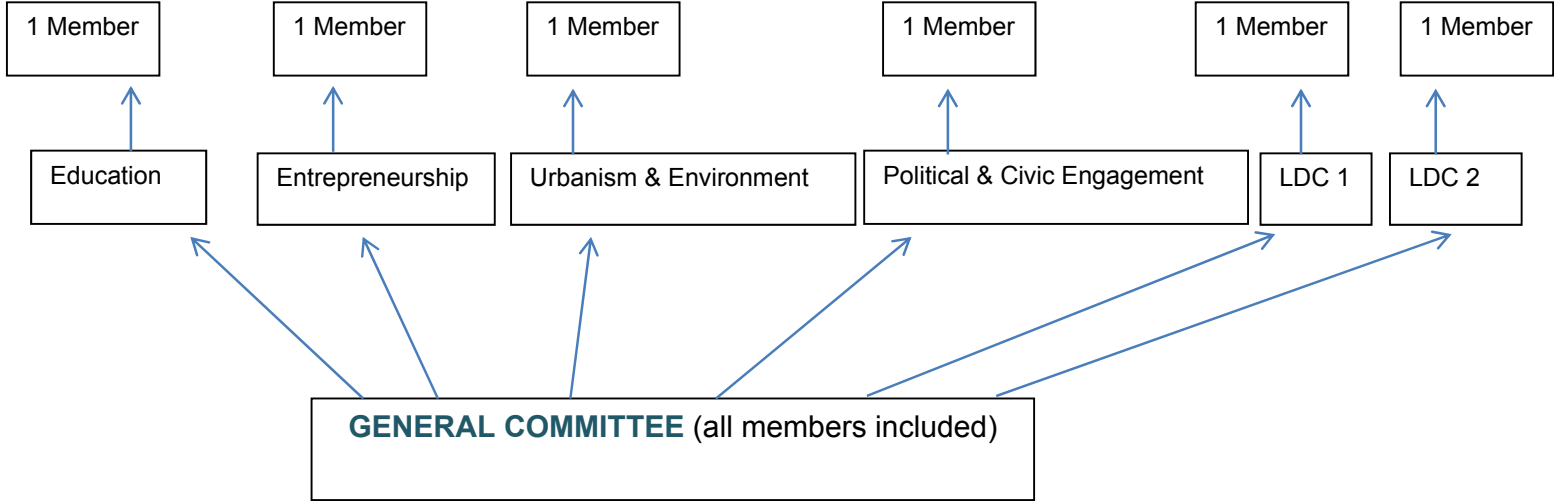 1 Member
1 Member
1 Member
1 Member
1 Member
1 Member
Education
Entrepreneurship
Urbanism & Environment
Political & Civic Engagement
LDC 1
LDC 2
GENERAL COMMITTEE (all members included)